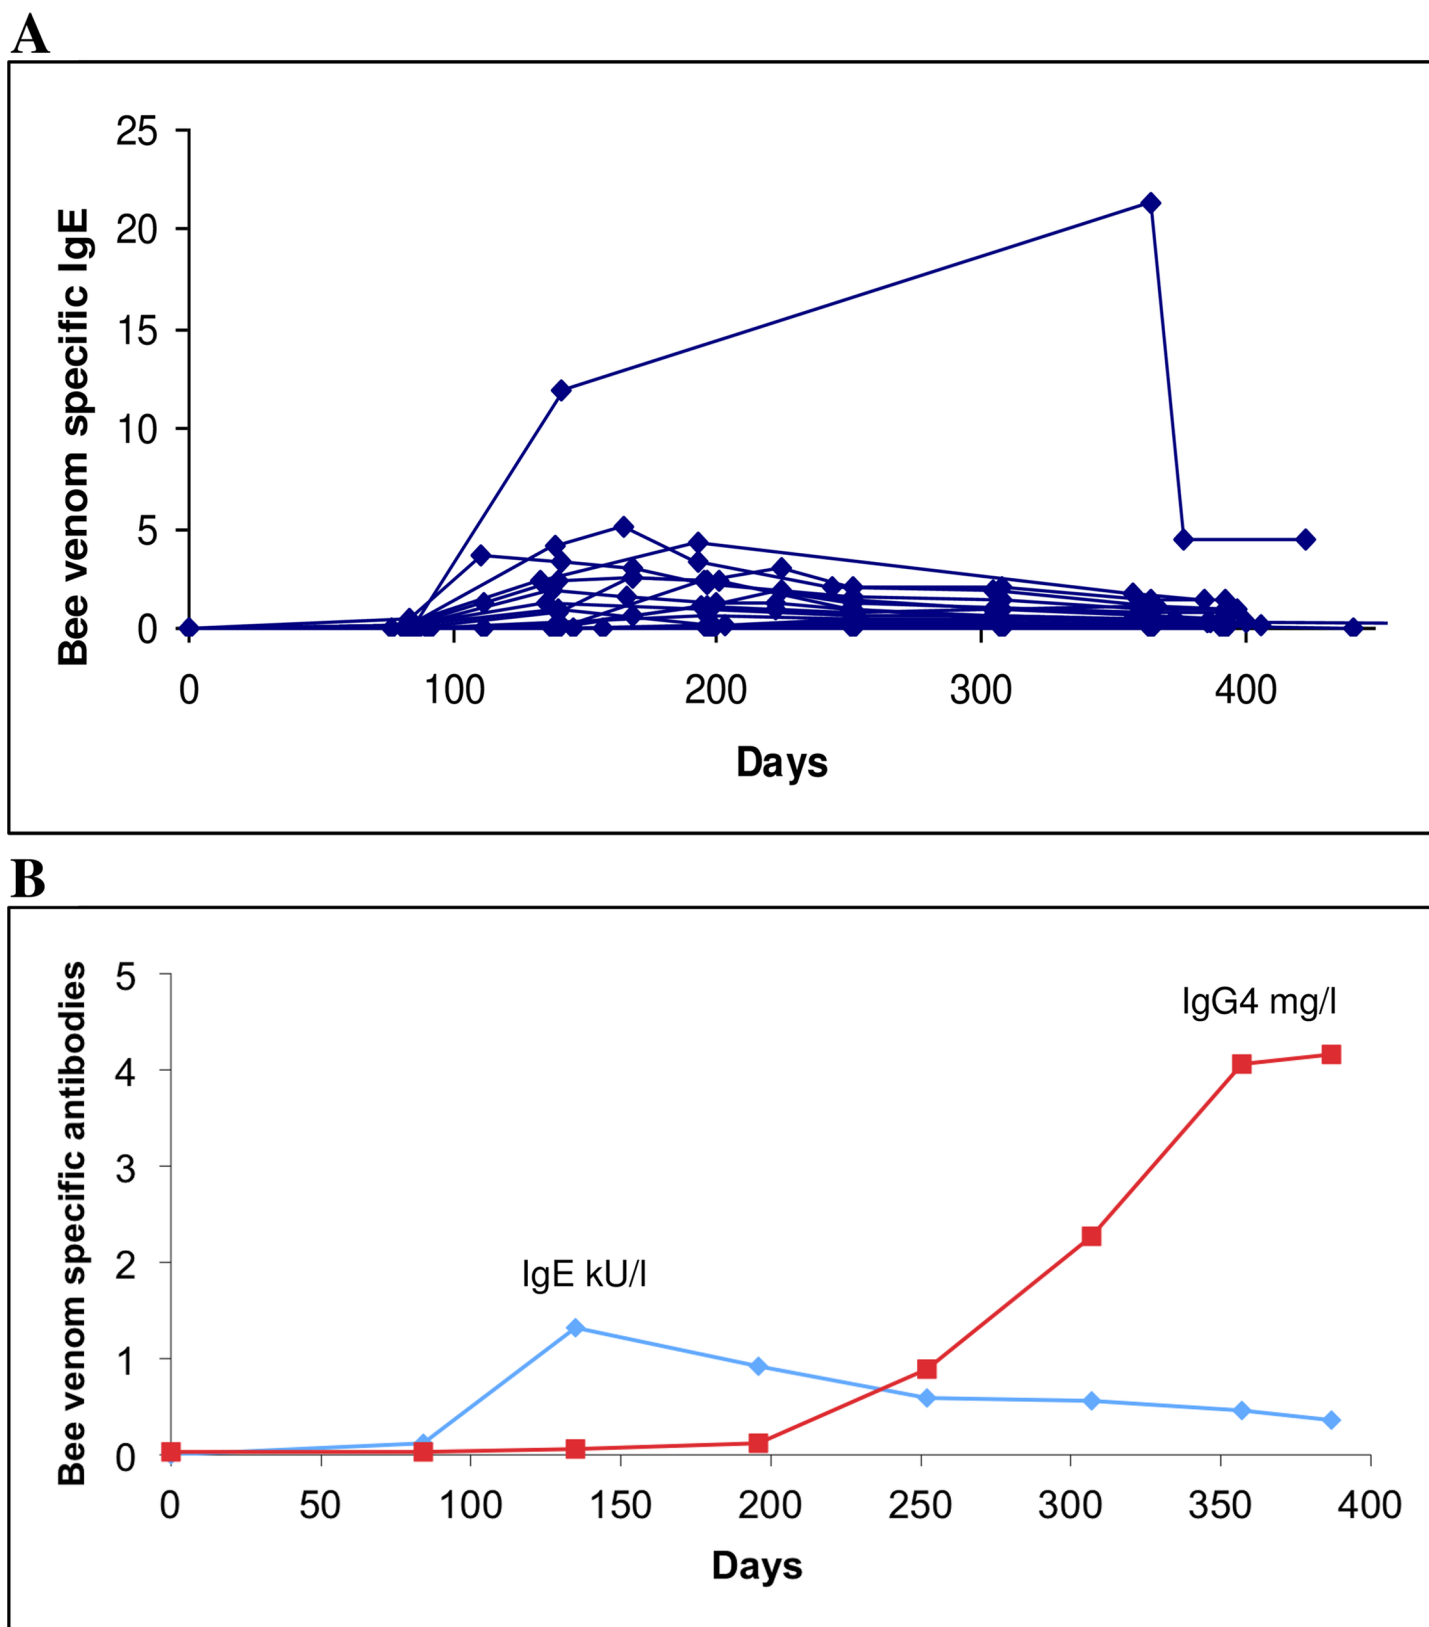 A
Bee venom specific IgE
25
20
15
10
5
0
0 100 200 300 400
Days
B
Bee venom specific antibodies
5
4
3
2
1
0
IgG4 mg/l
IgE kU/l
0 50 100 150 200 250 300 350 400
Days